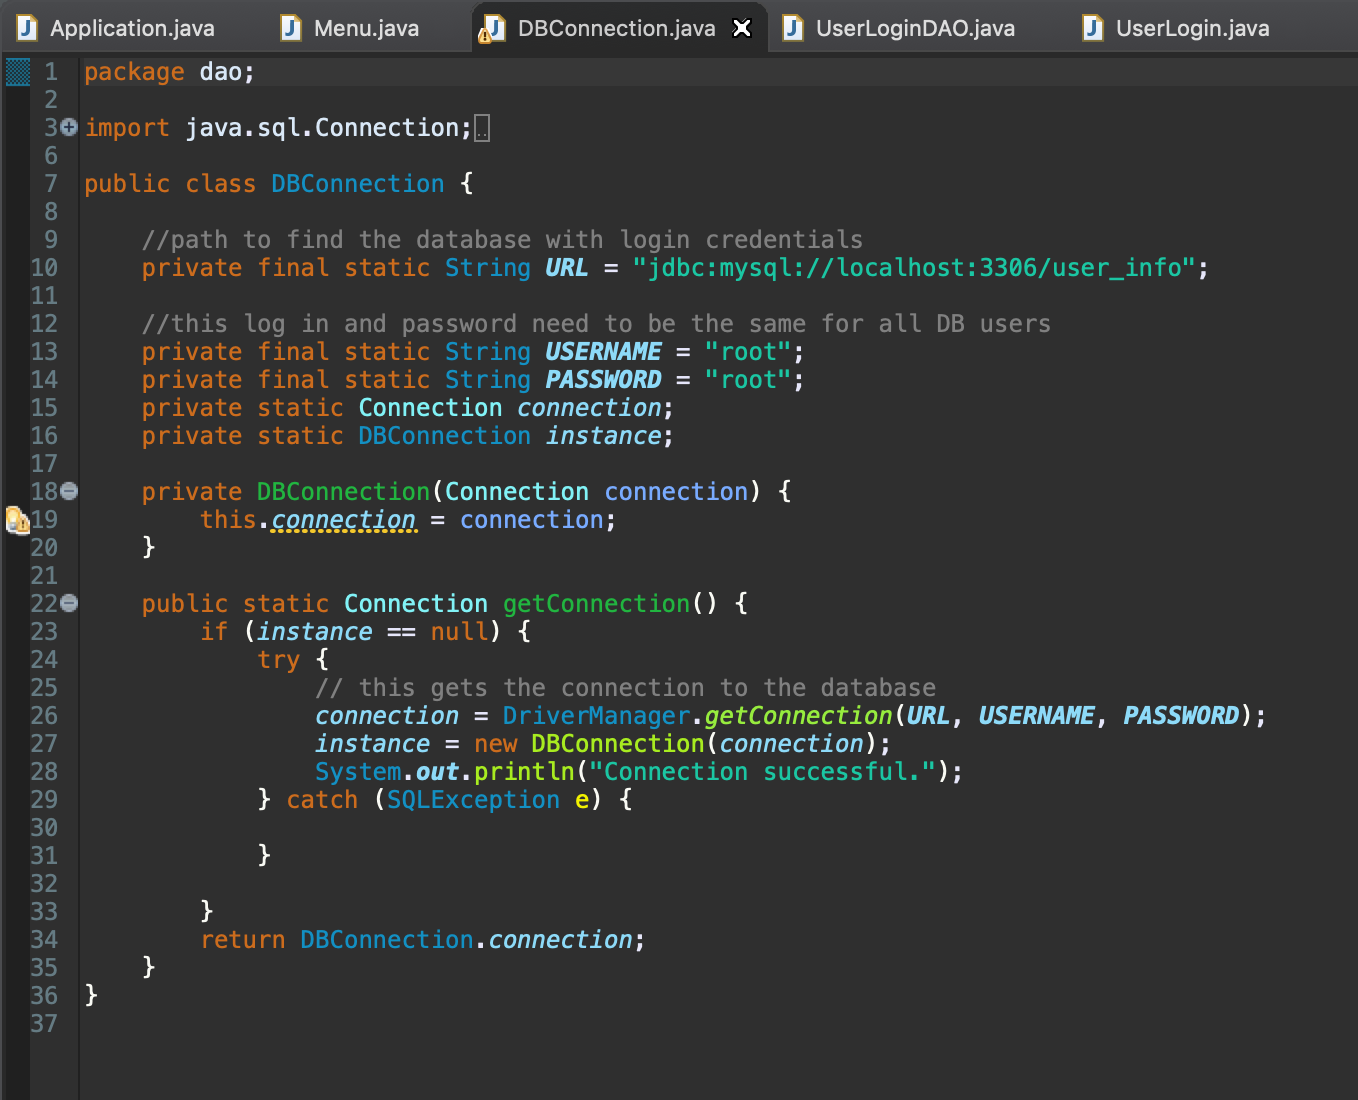 Application.java Menu.java DBConnection.java UserLoginDAO.java UserLogin.java
1 package dao;
2
3 import java.sql.Connection;
6
7 public class DBConnection {
8
9 //path to find the database with login credentials
10 private final static String URL = "jdbc:mysql://localhost:3306/user_info";
11
12 //this log in and password need to be the same for all DB users
13 private final static String USERNAME = "root";
14 private final static String PASSWORD = "root";
15 private static Connection connection;
16 private static DBConnection instance;
17
18 private DBConnection(Connection connection) {
19 this.connection = connection;
20 }
21
22 public static Connection getConnection() {
23 if (instance == null) {
24 try {
25 // this gets the connection to the database
26 connection = DriverManager.getConnection(URL, USERNAME, PASSWORD);
27 instance = new DBConnection(connection);
28 System.out.println("Connection successful.");
29 } catch (SQLException e) {
30
31 }
32
33 }
34 return DBConnection.connection;
35 }
36 }
37